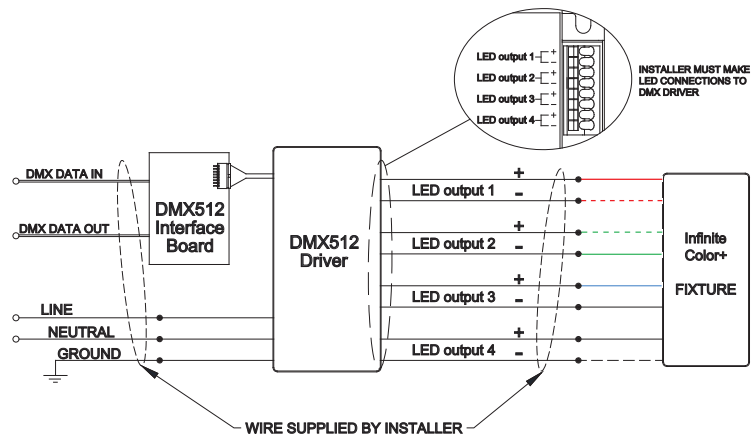 LED output 1 + -
LED output 2 + -
LED output 3 + -
LED output 4 + -
INSTALLER MUST MAKE
LED CONNECTIONS TO
DMX DRIVER
DMX DATA IN
DMX DATA OUT
LINE
NEUTRAL
GROUND
DMX512
Interface
Board
DMX512
Driver
+
LED output 1
-
+
LED output 2
-
+
LED output 3
-
+
LED output 4
-
Infinite
Color+
FIXTURE
WIRE SUPPLIED BY INSTALLER